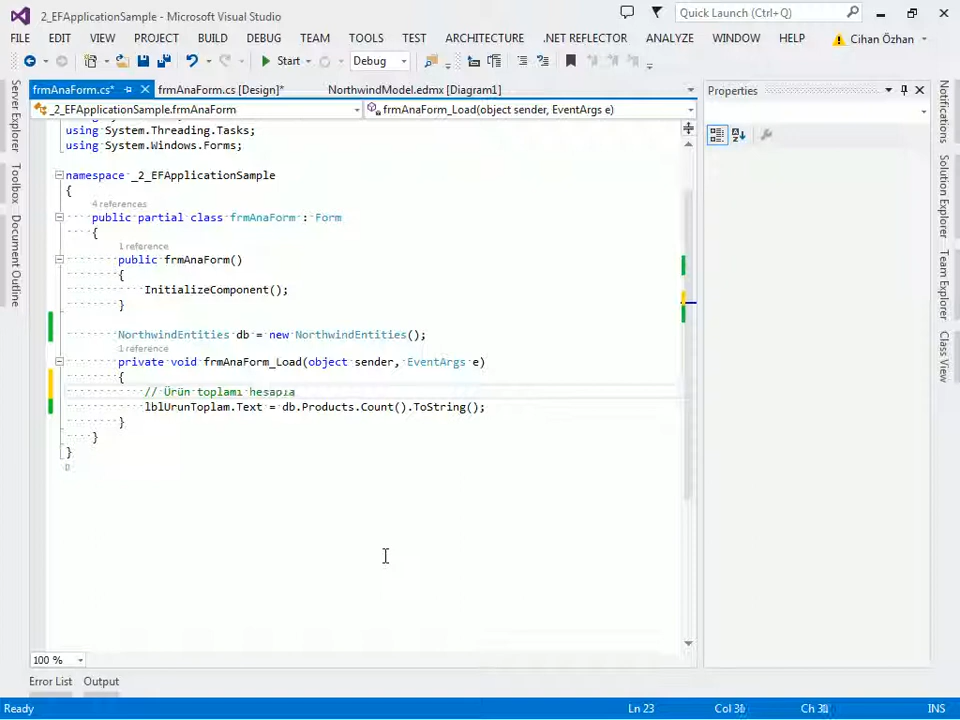 2_EFApplicationSample - Microsoft Visual Studio
Quick Launch (Ctrl+Q)
FILE EDIT VIEW PROJECT BUILD DEBUG TEAM TOOLS TEST ARCHITECTURE .NET REFLECTOR ANALYZE WINDOW HELP Cihan Özhan
Start Debug
frmAnaForm.cs* frmAnaForm.cs [Design]* NorthwindModel.edmx [Diagram1]
Properties
_2_EFApplicationSample.frmAnaForm frmAnaForm_Load(object sender, EventArgs e)
using System.Threading.Tasks;
using System.Windows.Forms;
namespace _2_EFApplicationSample
{
4 references
public partial class frmAnaForm : Form
{
1 reference
public frmAnaForm()
{
InitializeComponent();
}
NorthwindEntities db = new NorthwindEntities();
1 reference
private void frmAnaForm_Load(object sender, EventArgs e)
{
// Ürün toplamı hesapıa
lblUrunToplam.Text = db.Products.Count().ToString();
}
}
}
Server Explorer
Toolbox
Document Outline
Notifications
Solution Explorer
Team Explorer
Class View
100 %
Error List Output
Ready Ln 23 Col INS